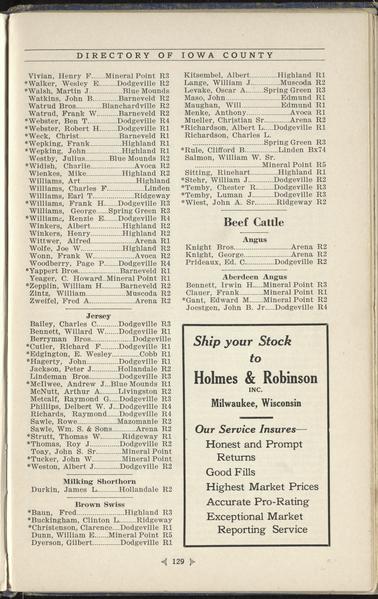 DIRECTORY OF IOWA COUNTY
Vivian, Henry F.....Mineral Point R3
*Walker, Wesley E.....Dodgeville R2
*Walsh, Martin J.....Blue Mounds
Watkins, John B.....Barneveld R2
Watrud Bros.....Blanchardville R2
Watrud, Frank W.....Barneveld R2
*Webster, Ben T.....Dodgeville R4
*Webster, Robert H.....Dodgeville R1
*Weck, Christ.....Barneveld R1
*Wepking, Frank.....Highland R1
*Wepking, John.....Highland R1
Westby, Julius.....Blue Mounds R2
*Widish, Charlie.....Avoca R2
Wienkes, Mike.....Highland R2
Williams, Art.....Highland
Williams, Charles F.....Linden
Williams, Earl T.....Ridgeway
*Williams, Frank H.....Dodgeville R3
Williams, George.....Spring Green R3
*Williams, Renzie E.....Dodgeville R4
Winkers, Albert.....Highland R2
Winkers, Henry.....Highland R2
Wittwer, Alfred.....Arena R1
Wolfe, Joe W.....Highland R2
Wonn, Frank W.....Avoca R2
Woodberry, Page P.....Dodgeville R4
*Yappert Bros.....Barneveld R1
Yeager, C. Howard..Mineral Point R1
*Zepplin, William H.....Barneveld R2
Zintz, William.....Muscoda R2
Zweifel, Fred A.....Arena R2
Jersey
Bailey, Charles C.....Dodgeville R3
Bennett, Willard W.....Dodgeville R1
Berryman Bros.....Dodgeville
*Cutler, Richard F.....Dodgeville R1
*Edgington, E. Wesley.....Cobb R1
*Hagerty, John.....Dodgeville R1
Jackson, Peter J.....Hollandale R2
Lindeman Bros.....Dodgeville R3
*McIlwee, Andrew J...Blue Mounds R1
McNutt, Arthur A.....Livingston R2
Metcalf, Raymond G.....Dodgeville R3
Phillips, Delbert W. J..Dodgeville R4
Richards, Raymond.....Dodgeville R4
Sawle, Rowe.....Mazomanie R2
Sawle, Wm. S. & Sons.....Arena R2
*Strutt, Thomas W.....Ridgeway R1
*Thomas, Roy J.....Dodgeville R2
Toay, John S. Sr.....Mineral Point
*Tucker, John W.....Mineral Point
*Weston, Albert J.....Dodgeville R2
Milking Shorthorn
Durkin, James L.....Hollandale R2
Brown Swiss
*Baun, Fred.....Highland R3
*Buckingham, Clinton L.....Ridgeway
*Christenson, Clarence....Dodgeville R1
Dunn, William E.....Mineral Point R5
Dyerson, Gilbert.....Dodgeville R1
Kitsembel, Albert.....Highland R1
Lange, William J.....Muscoda R2
Levake, Oscar A.....Spring Green R3
Maso, John.....Edmund R1
Maughan, Will.....Edmund R1
Menke, Anthony.....Avoca R1
Mueller, Christian Sr.....Arena R2
*Richardson, Albert L...Dodgeville R1
Richardson, Charles L.
Spring Green R3
*Rule, Clifford B.....Linden Bx74
Salmon, William W. Sr.
Mineral Point R5
Sitting, Rinehart.....Highland R1
*Stehr, William J.....Dodgeville R2
*Temby, Chester R.....Dodgeville R3
*Temby, Luman J.....Dodgeville R3
*Wiest, John A. Sr.....Ridgeway R2
Beef Cattle
Angus
Knight Bros.....Arena R2
Knight, George.....Arena R2
Prideaux, Ed. C.....Dodgeville R2
Aberdeen Angus
Bennett, Irwin H.....Mineral Point R3
Clauer, Frank.....Mineral Point R1
*Gant, Edward M.....Mineral Point R2
Joestgen, John B. Jr.....Dodgeville R4
Ship your Stock
to
Holmes & Robinson
INC.
Milwaukee, Wisconsin
Our Service Insures—
Honest and Prompt
Returns
Good Fills
Highest Market Prices
Accurate Pro-Rating
Exceptional Market
Reporting Service
129